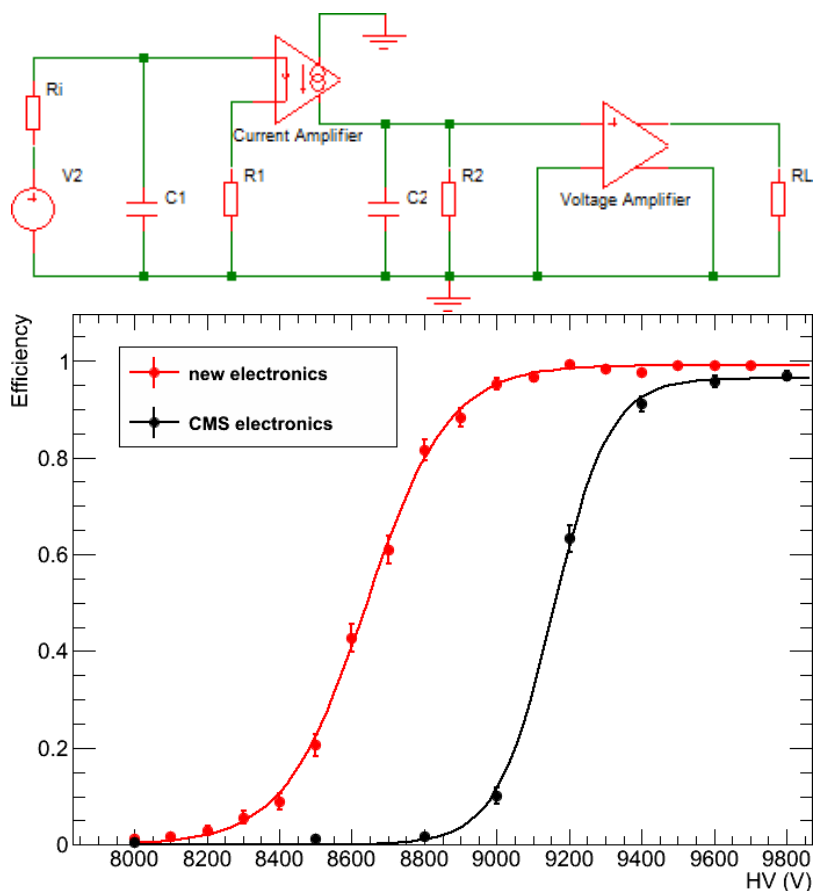 Ri
V2
C1
R1
Current Amplifier
C2
R2
Voltage Amplifier
RL
Efficiency
new electronics
CMS electronics
1
0.8
0.6
0.4
0.2
0
8000 8200 8400 8600 8800 9000 9200 9400 9600 9800
HV (V)